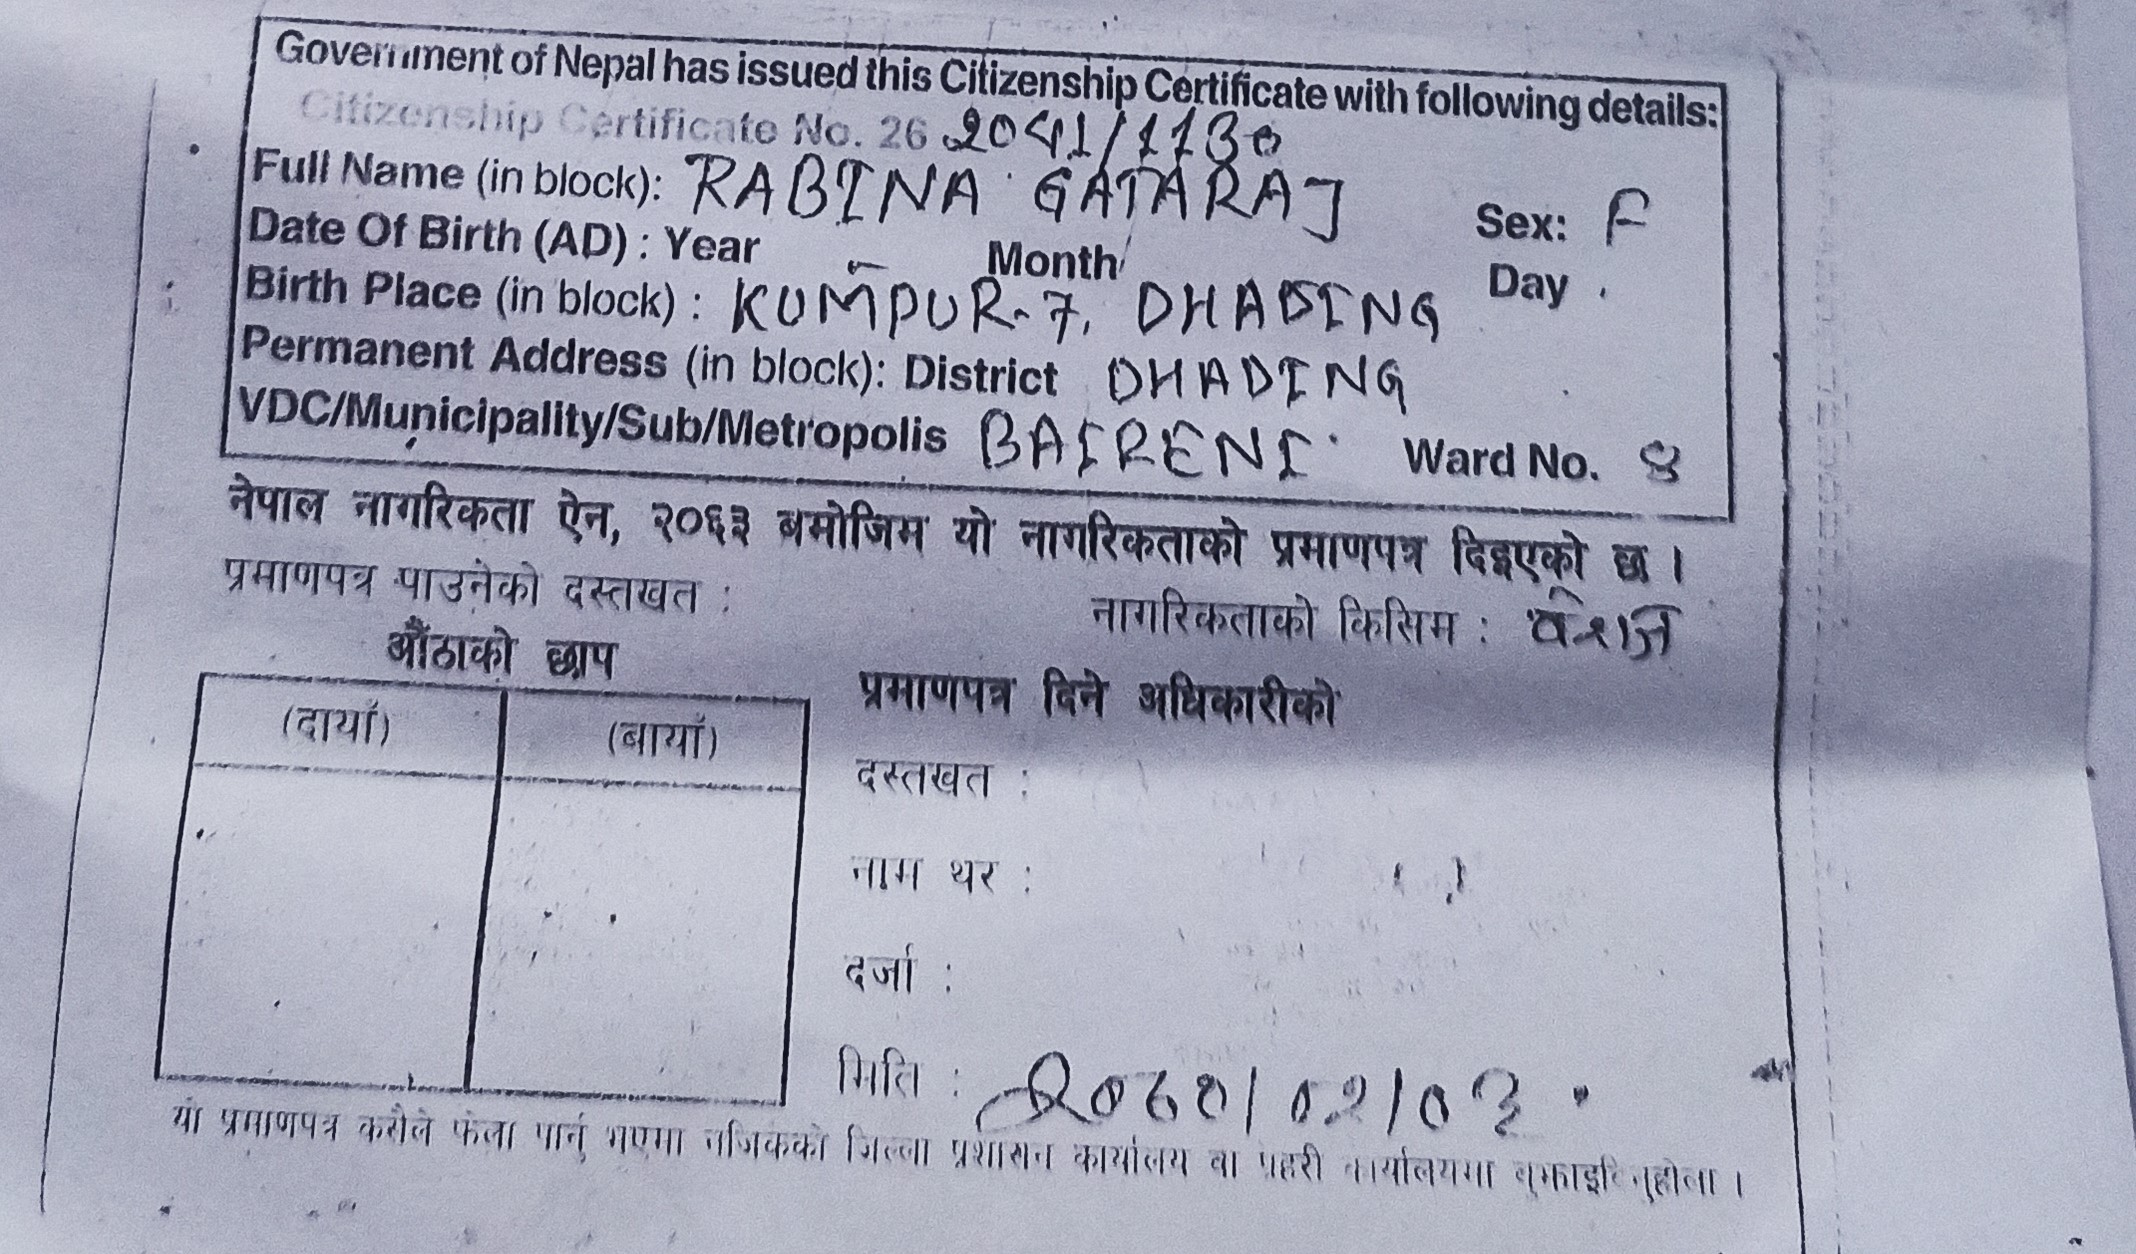 Government of Nepal has issued this Citizenship Certificate with following details:
Citizenship Certificate No. 26 2041/1130
Full Name (in block): RABINA GAJARAJ Sex: F
Date Of Birth (AD) : Year Month Day
Birth Place (in block) : KUMPUR-7, DHADING
Permanent Address (in block): District DHADING
VDC/Municipality/Sub/Metropolis BAIRENI Ward No. 8
नेपाल नागरिकता ऐन, २०६३ बमोजिम यो नागरिकताको प्रमाणपत्र दिइएको छ ।
प्रमाणपत्र पाउनेको दस्तखत : नागरिकताको किसिम : वंशज
औंठाको छाप
(दायाँ) (बायाँ)
प्रमाणपत्र दिने अधिकारीको
दस्तखत :
नाम थर :
दर्जा :
मिति :
यो प्रमाणपत्र कसैले फेला पार्नु भएमा नजिकको जिल्ला प्रशासन कार्यालय वा प्रहरी कार्यालयमा बुझाइदिनुहोला ।